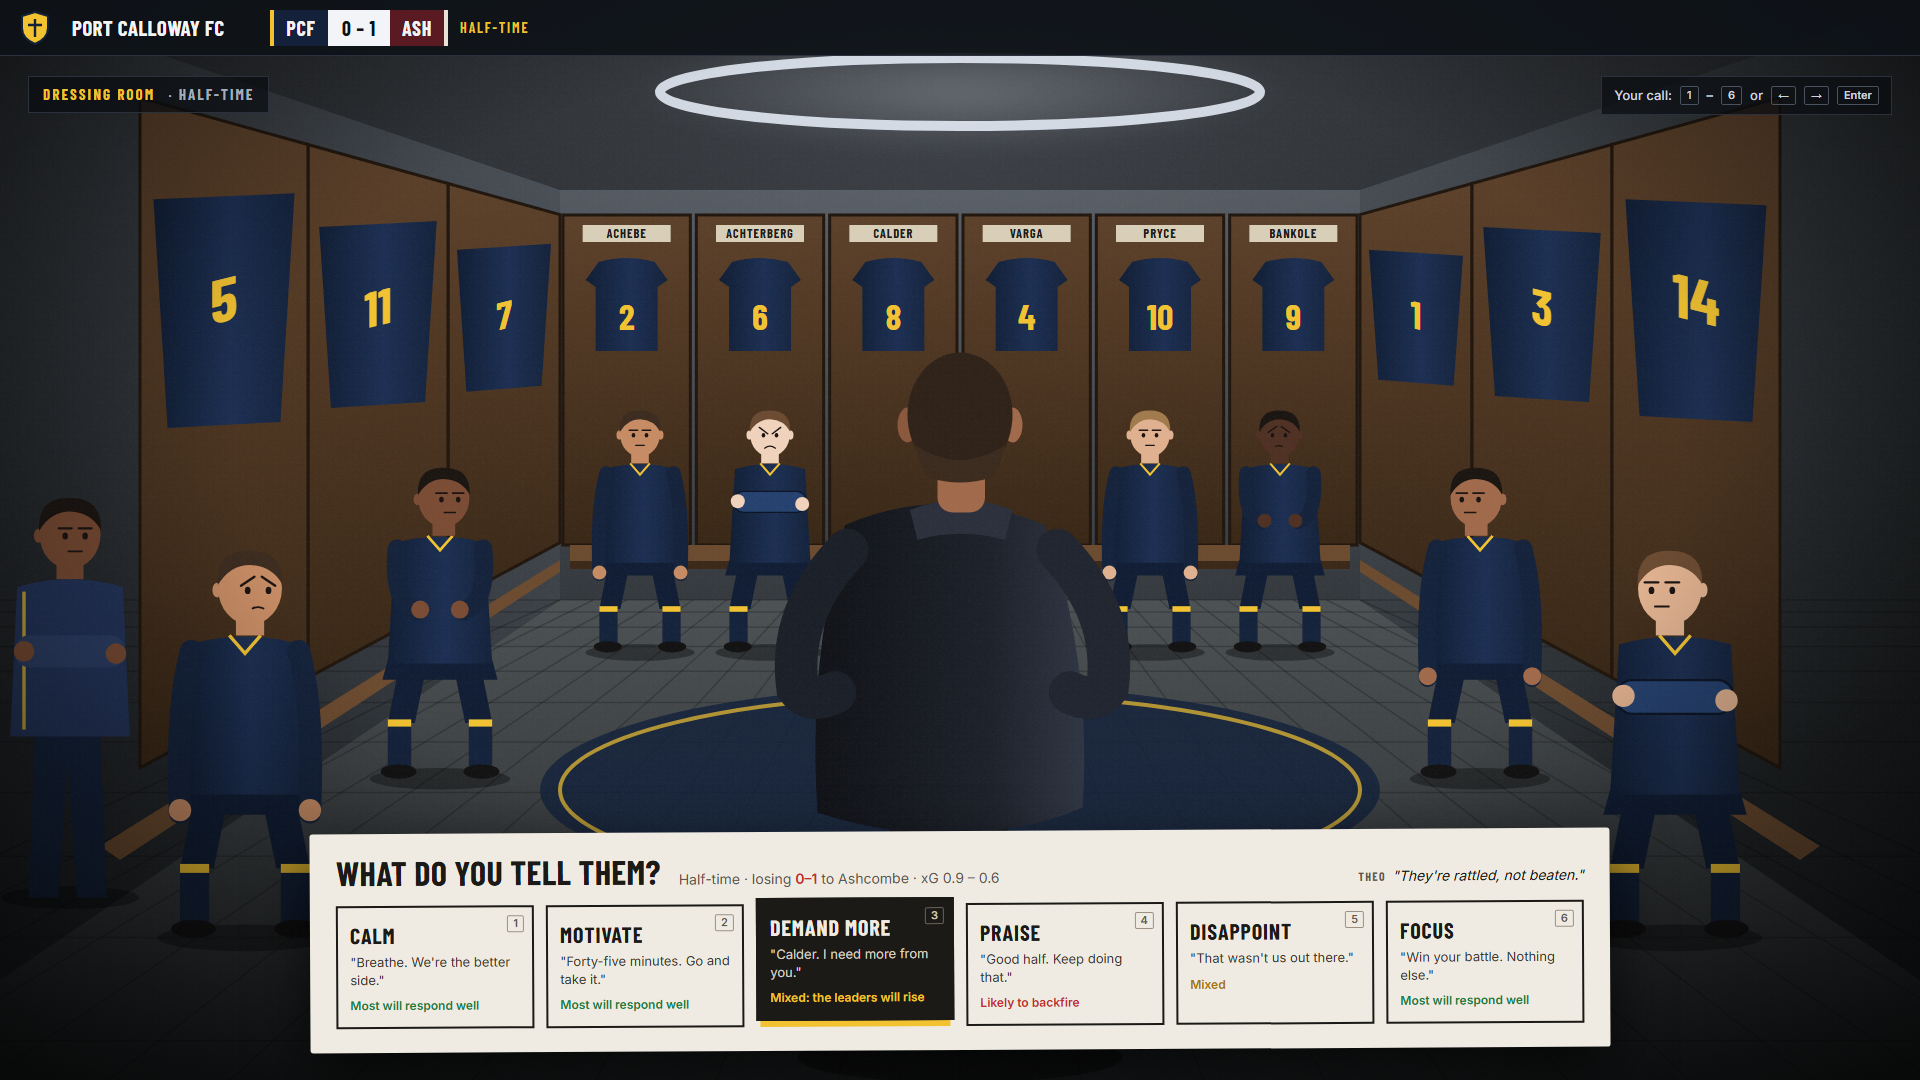 PORT CALLOWAY FC
PCF 0 - 1 ASH HALF-TIME
DRESSING ROOM · HALF-TIME
Your call: 1 – 6 or ← → Enter
ACHEBE
ACHTERBERG
CALDER
VARGA
PRYCE
BANKOLE
5
11
7
2
6
8
4
10
9
1
3
14
WHAT DO YOU TELL THEM?
Half-time · losing 0–1 to Ashcombe · xG 0.9 – 0.6
THEO "They're rattled, not beaten."
CALM 1
"Breathe. We're the better
side."
Most will respond well
MOTIVATE 2
"Forty-five minutes. Go and
take it."
Most will respond well
DEMAND MORE 3
"Calder. I need more from
you."
Mixed: the leaders will rise
PRAISE 4
"Good half. Keep doing
that."
Likely to backfire
DISAPPOINT 5
"That wasn't us out there."
Mixed
FOCUS 6
"Win your battle. Nothing
else."
Most will respond well